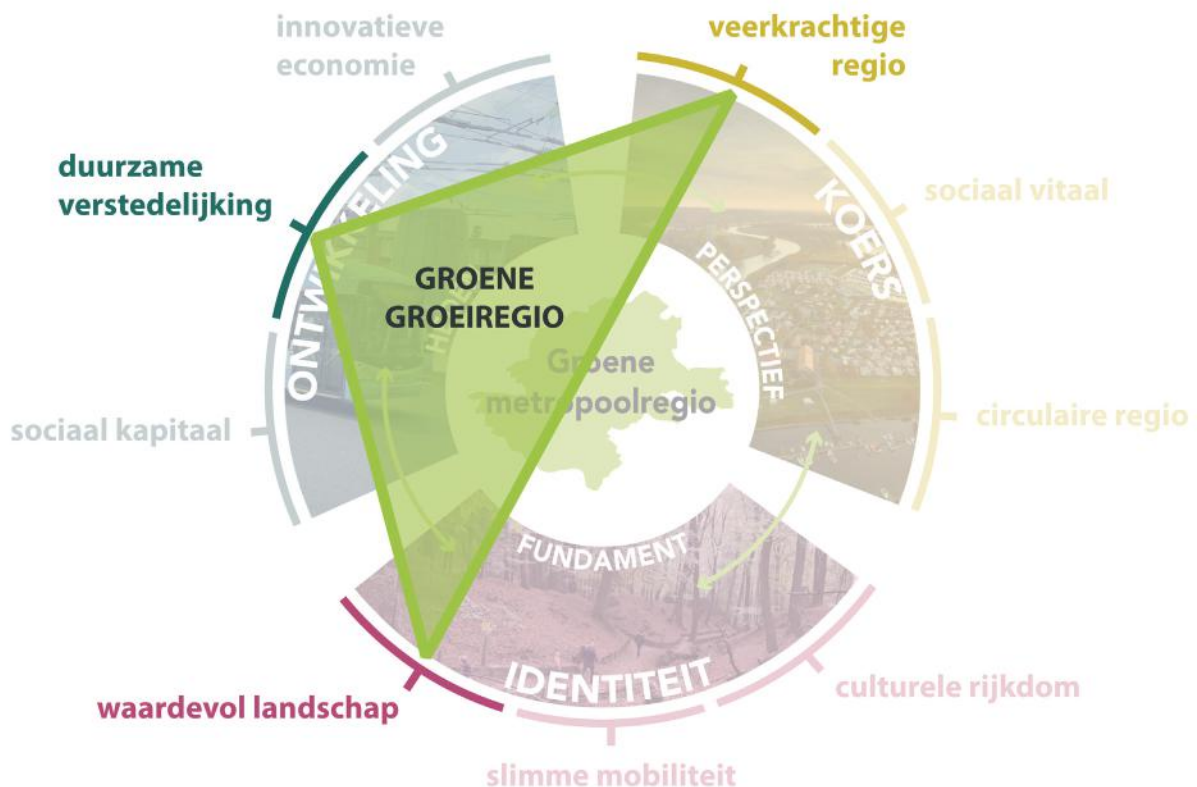 innovatieve
economie
veerkrachtige
regio
duurzame
verstedelijking
sociaal vitaal
ONTWIKKELING
KOERS
PERSPECTIEF
GROENE
GROEIREGIO
Groene
metropoolregio
sociaal kapitaal
circulaire regio
FUNDAMENT
IDENTITEIT
waardevol landschap
culturele rijkdom
slimme mobiliteit